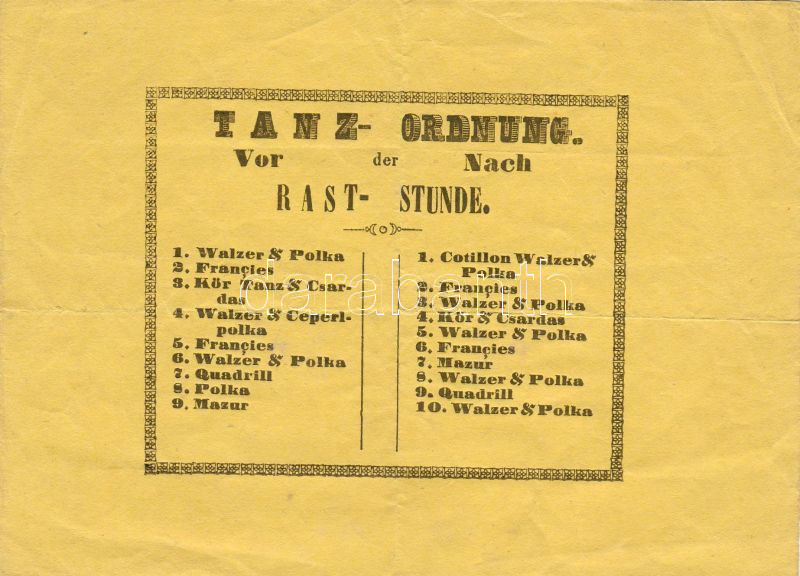 TANZ- ORDNUNG.
Vor der Nach
RAST- STUNDE.
1. Walzer & Polka
2. Françies
3. Kör Tanz & Csar-
das
4. Walzer & Ceperl-
polka
5. Françies
6. Walzer & Polka
7. Quadrill
8. Polka
9. Mazur
1. Cotillon Walzer &
Polka
2. Françies
3. Walzer & Polka
4. Kör & Csardas
5. Walzer & Polka
6. Françies
7. Mazur
8. Walzer & Polka
9. Quadrill
10. Walzer & Polka
darabanth